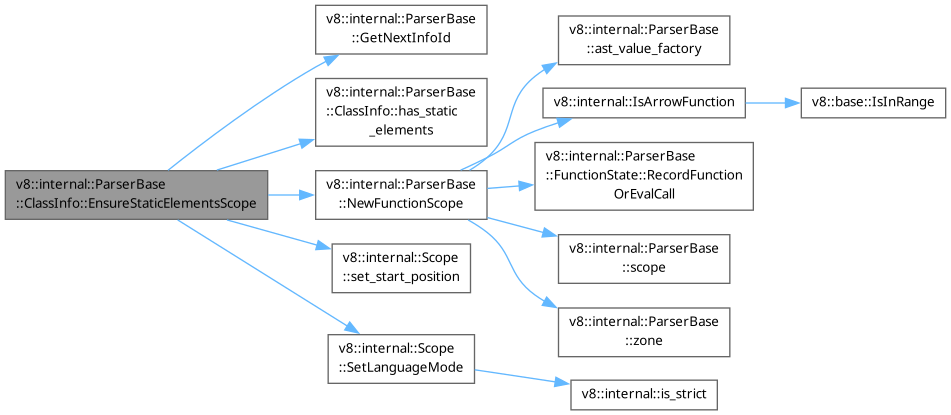 v8::internal::ParserBase
::ClassInfo::EnsureStaticElementsScope
v8::internal::ParserBase
::GetNextInfoId
v8::internal::ParserBase
::ClassInfo::has_static
_elements
v8::internal::ParserBase
::NewFunctionScope
v8::internal::Scope
::set_start_position
v8::internal::Scope
::SetLanguageMode
v8::internal::ParserBase
::ast_value_factory
v8::internal::IsArrowFunction
v8::internal::ParserBase
::FunctionState::RecordFunction
OrEvalCall
v8::internal::ParserBase
::scope
v8::internal::ParserBase
::zone
v8::internal::is_strict
v8::base::IsInRange